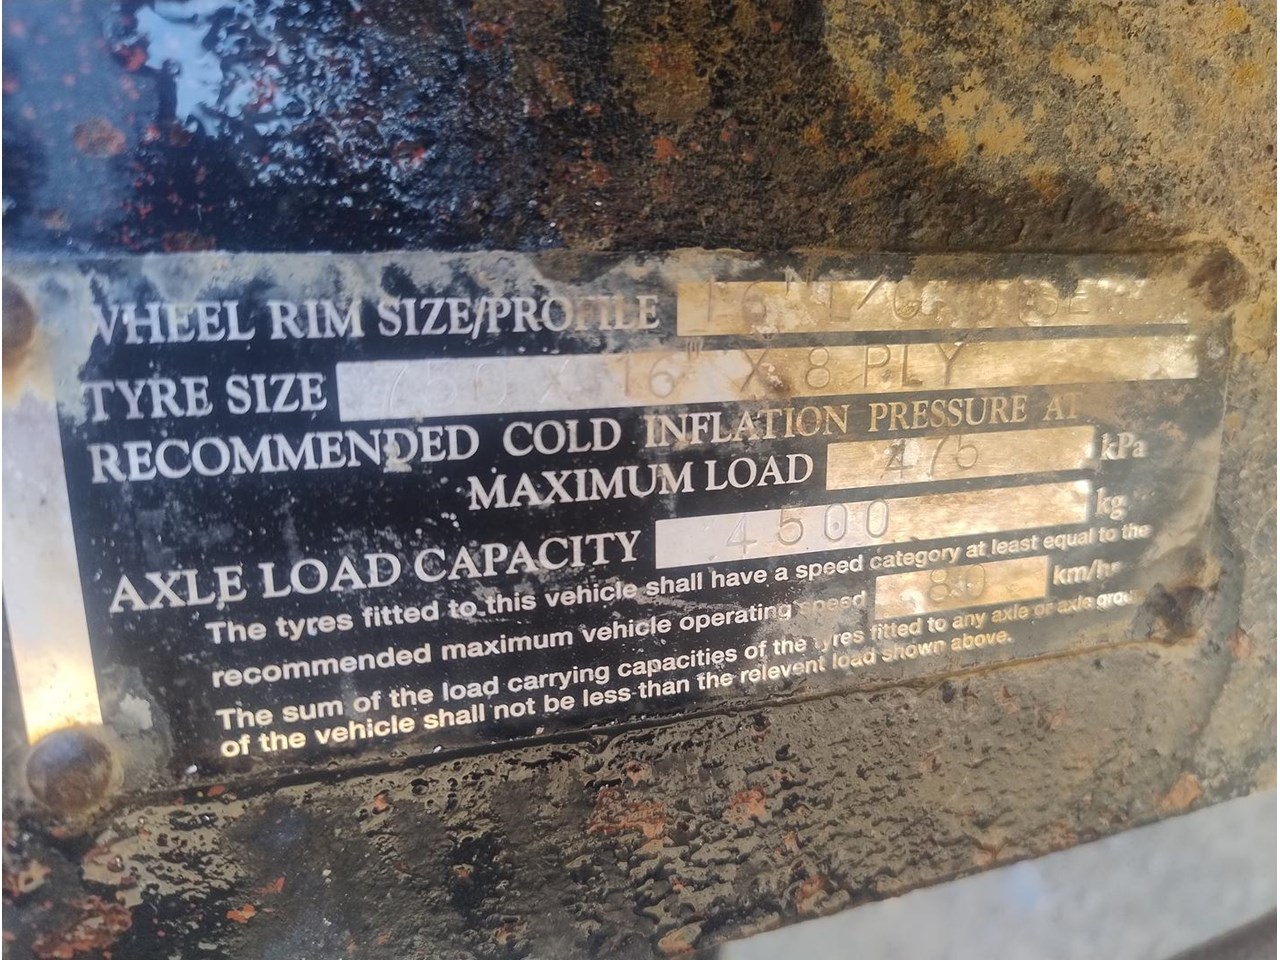 WHEEL RIM SIZE/PROFILE
TYRE SIZE 750 X 16" X 8 PLY
RECOMMENDED COLD INFLATION PRESSURE AT
MAXIMUM LOAD 475 kPa
AXLE LOAD CAPACITY 4500 kg
The tyres fitted to this vehicle shall have a speed category at least equal to the
recommended maximum vehicle operating speed 80 km/hr
The sum of the load carrying capacities of the tyres fitted to any axle or axle group
of the vehicle shall not be less than the relevent load shown above.